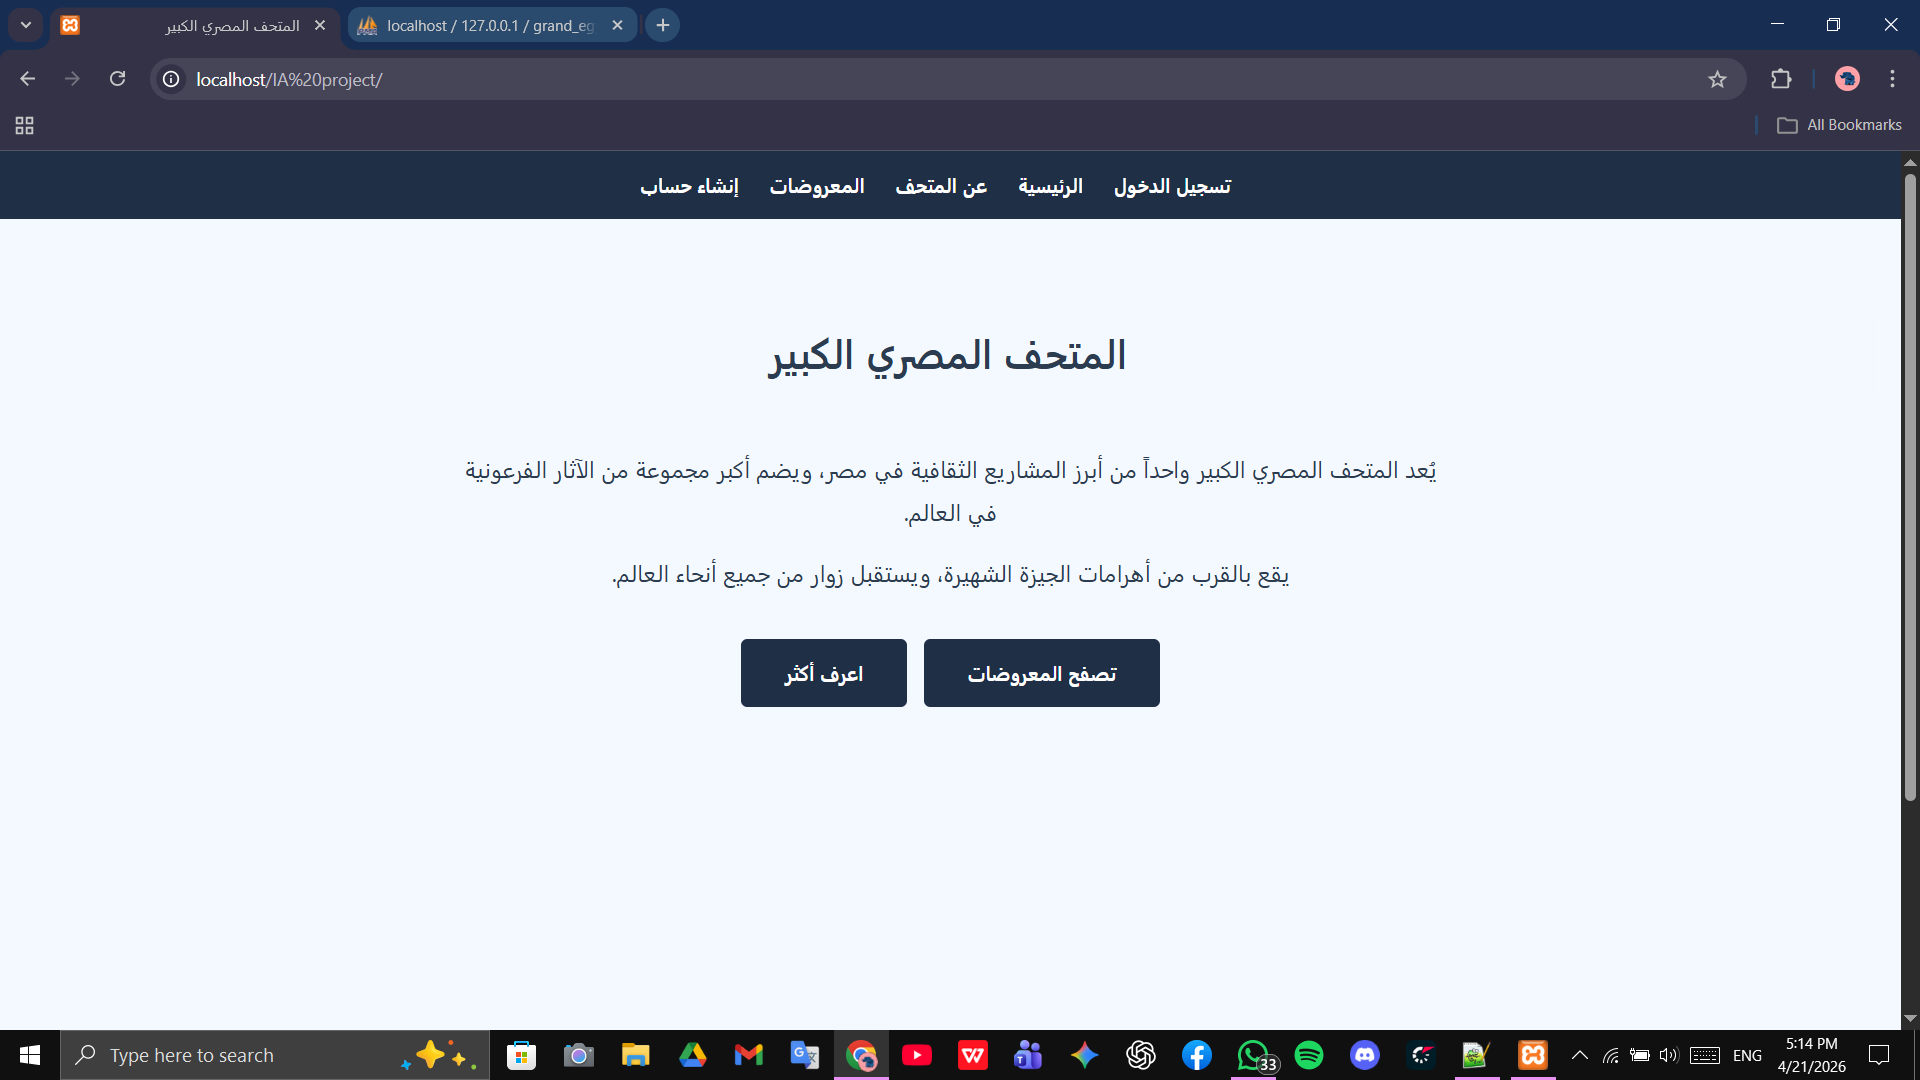 المتحف المصري الكبير
localhost / 127.0.0.1 / grand_eg
localhost/IA%20project/
All Bookmarks
تسجيل الدخول
الرئيسية
عن المتحف
المعروضات
إنشاء حساب
المتحف المصري الكبير
يُعد المتحف المصري الكبير واحداً من أبرز المشاريع الثقافية في مصر، ويضم أكبر مجموعة من الآثار الفرعونية
في العالم.
يقع بالقرب من أهرامات الجيزة الشهيرة، ويستقبل زوار من جميع أنحاء العالم.
تصفح المعروضات
اعرف أكثر
Type here to search
33
ENG
5:14 PM
4/21/2026